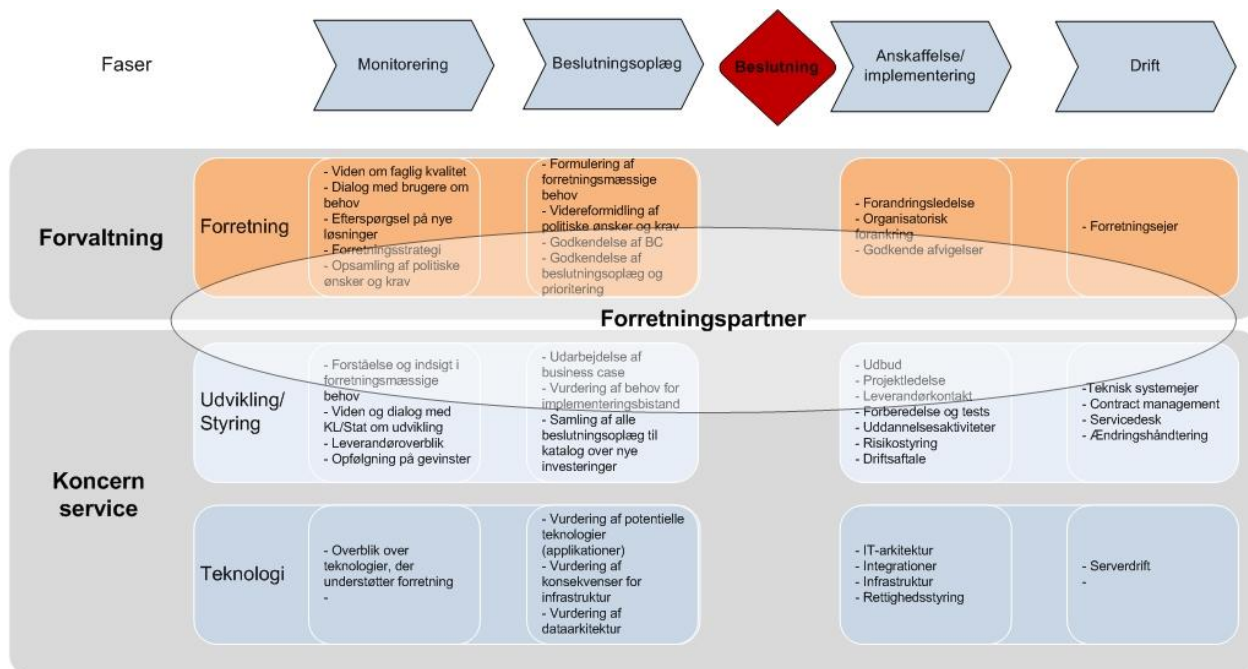 Faser
Monitorering
Beslutningsoplæg
Beslutning
Anskaffelse/
implementering
Drift
Forvaltning
Forretning
- Viden om faglig kvalitet
- Dialog med brugere om
behov
- Efterspørgsel på nye
løsninger
- Forretningsstrategi
- Opsamling af politiske
ønsker og krav
- Formulering af
forretningsmæssige
behov
- Videreformidling af
politiske ønsker og krav
- Godkendelse af BC
- Godkendelse af
beslutningsoplæg og
prioritering
- Forandringsledelse
- Organisatorisk
forankring
- Godkende afvigelser
- Forretningsejer
Forretningspartner
Koncern
service
Udvikling/
Styring
- Forståelse og indsigt i
forretningsmæssige
behov
- Viden og dialog med
KL/Stat om udvikling
- Leverandøroverblik
- Opfølgning på gevinster
- Udarbejdelse af
business case
- Vurdering af behov for
implementeringsbistand
- Samling af alle
beslutningsoplæg til
katalog over nye
investeringer
- Udbud
- Projektledelse
- Leverandørkontakt
- Forberedelse og tests
- Uddannelsesaktiviteter
- Risikostyring
- Driftsaftale
-Teknisk systemejer
- Contract management
- Servicedesk
- Ændringshåndtering
Teknologi
- Overblik over
teknologier, der
understøtter forretning
-
- Vurdering af potentielle
teknologier
(applikationer)
- Vurdering af
konsekvenser for
infrastruktur
- Vurdering af
dataarkitektur
- IT-arkitektur
- Integrationer
- Infrastruktur
- Rettighedsstyring
- Serverdrift
-